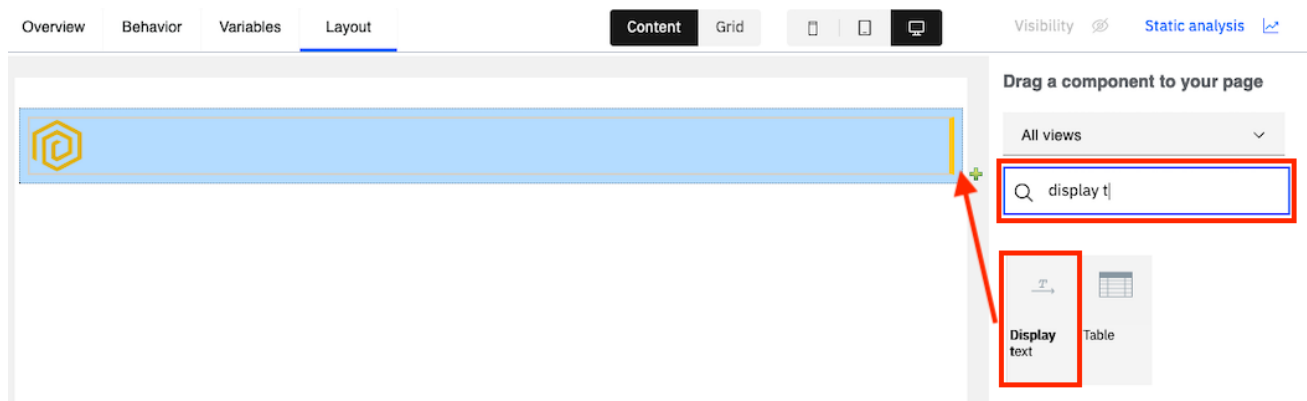 Overview Behavior Variables Layout Content Grid Visibility Static analysis
Drag a component to your page
All views
display t
Display text
Table